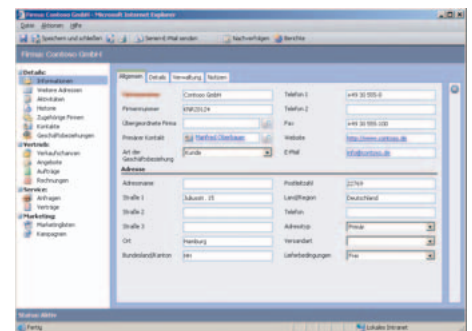 Firma: Contoso GmbH - Microsoft Internet Explorer
Datei Aktionen Hilfe
Speichern und schließen Serien-E-Mail senden Nachverfolgen Berichte
Firma: Contoso GmbH
Details:
Informationen
Weitere Adressen
Aktivitäten
Historie
Zugehörige Firmen
Kontakte
Geschäftsbeziehungen
Vertrieb:
Verkaufschancen
Angebote
Aufträge
Rechnungen
Service:
Anfragen
Verträge
Marketing:
Marketinglisten
Kampagnen
Allgemein Details Verwaltung Notizen
Firmenname Contoso GmbH Telefon 1 +49 30 555-0
Firmennummer Telefon 2
Übergeordnete Firma Fax +49 30 555-100
Primärer Kontakt Manfred Website http://www.contoso.de
Art der Geschäftsbeziehung Kunde E-Mail info@contoso.de
Adresse
Adressname Postleitzahl 22769
Straße 1 15 Land/Region Deutschland
Straße 2 Telefon
Straße 3 Adresstyp Primär
Ort Hamburg Versandart
Bundesland/Kanton HH Lieferbedingungen Frei
Status: Aktiv
Fertig Lokales Intranet